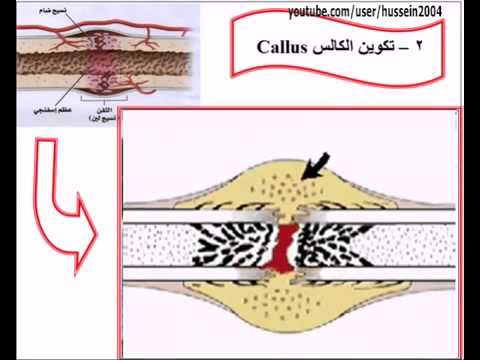 youtube.com/user/hussein2004
٢ – تكوين الكالس Callus
نسيج ضام
عظم إسفنجي
الثفن
(نسيج لين)